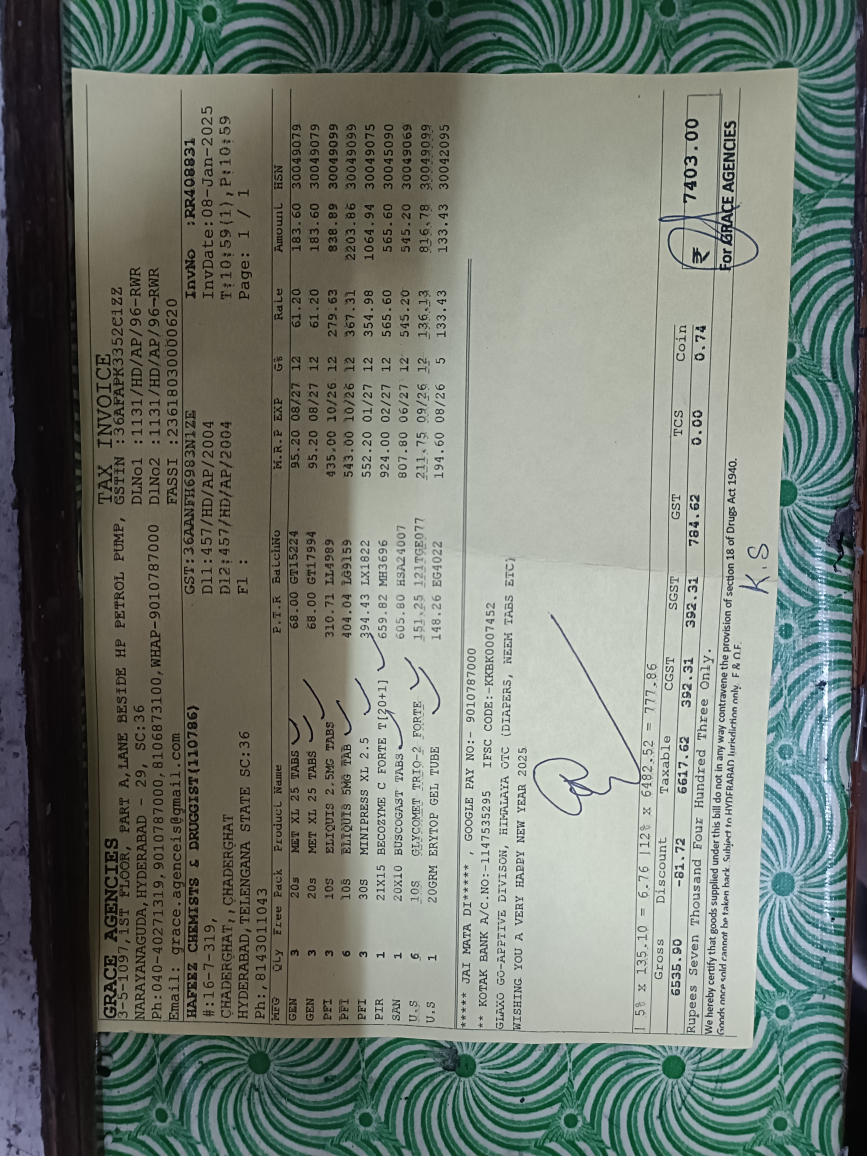 GRACE AGENCIES TAX INVOICE
3-5-1097,1ST FLOOR, PART A,LANE BESIDE HP PETROL PUMP, GSTIN :36AFAPK3352C1ZZ
NARAYANAGUDA,HYDERABAD - 29, SC:36 DLNo1 :1131/HD/AP/96-RWR
Ph:040-40271319,9010787000,8106873100,WHAP-9010787000 DlNo2 :1131/HD/AP/96-RWR
Email: grace.agenceis@gmail.com FASSI :23618030000620
HAFEEZ CHEMISTS & DRUGGIST(110786) GST:36AANFH6983N1ZE InvNo :RR408831
#:16-7-319, Dl1:457/HD/AP/2004 InvDate:08-Jan-2025
CHADERGHAT,,CHADERGHAT Dl2:457/HD/AP/2004 T:10:59(1),P:10:59
HYDERABAD,TELENGANA STATE SC:36 Fl : Page: 1 / 1
Ph:,8143011043
MFG Qty Free Pack Product Name P.T.R BatchNo M.R.P EXP G% Rate Amount HSN
GEN 3 20s MET XL 25 TABS 68.00 GT15224 95.20 08/27 12 61.20 183.60 30049079
GEN 3 20s MET XL 25 TABS 68.00 GT17994 95.20 08/27 12 61.20 183.60 30049079
PFI 3 10S ELIQUIS 2.5MG TABS 310.71 LL4989 435.00 10/26 12 279.63 838.89 30049099
PFI 6 10S ELIQUIS 5MG TAB 404.04 LG9159 543.00 10/26 12 367.31 2203.86 30049099
PFI 3 30S MINIPRESS XL 2.5 394.43 LX1822 552.20 01/27 12 354.98 1064.94 30049075
PIR 1 21X15 BECOZYME C FORTE T[20+1] 659.82 MH3696 924.00 02/27 12 565.60 565.60 30045090
SAN 1 20X10 BUSCOGAST TABS 605.80 HSA24007 807.80 06/27 12 545.20 545.20 30049069
U.S 6 10S GLYCOMET TRIO-2 FORTE 151.25 121TGE077 211.75 09/26 12 136.13 816.78 30049099
U.S 1 20GRM ERYTOP GEL TUBE 148.26 EG4022 194.60 08/26 5 133.43 133.43 30042095
***** JAI MATA DI***** , GOOGLE PAY NO:- 9010787000
** KOTAK BANK A/C.NO:-1147535295 IFSC CODE:-KKBK0007452
GLAXO GO-APPTIVE DIVISON, HIMALAYA OTC (DIAPERS, NEEM TABS ETC)
WISHING YOU A VERY HAPPY NEW YEAR 2025
| 5% x 135.10 = 6.76 |12% x 6482.52 = 777.86
Gross Discount Taxable CGST SGST GST TCS Coin
6535.90 -81.72 6617.62 392.31 392.31 784.62 0.00 0.74 ₹ 7403.00
Rupees Seven Thousand Four Hundred Three Only.
We hereby certify that goods supplied under this bill do not in any way contravene the provision of section 18 of Drugs Act 1940. For GRACE AGENCIES
Goods once sold cannot be taken back. Subject to HYDERABAD Jurisdiction only. E & O.F.
K.S